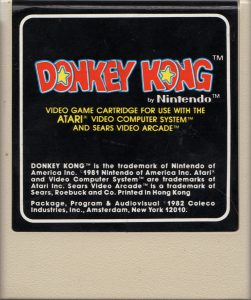 DONKEY KONG™
by Nintendo™
VIDEO GAME CARTRIDGE FOR USE WITH THE
ATARI® VIDEO COMPUTER SYSTEM™
AND SEARS VIDEO ARCADE™
DONKEY KONG™ is the trademark of Nintendo of
America Inc. ©1981 Nintendo of America Inc. Atari®
and Video Computer System™ are trademarks of
Atari Inc. Sears Video Arcade™ is a trademark of
Sears, Roebuck and Co. Printed in Hong Kong
Package, Program & Audiovisual ©1982 Coleco
Industries, Inc., Amsterdam, New York 12010.